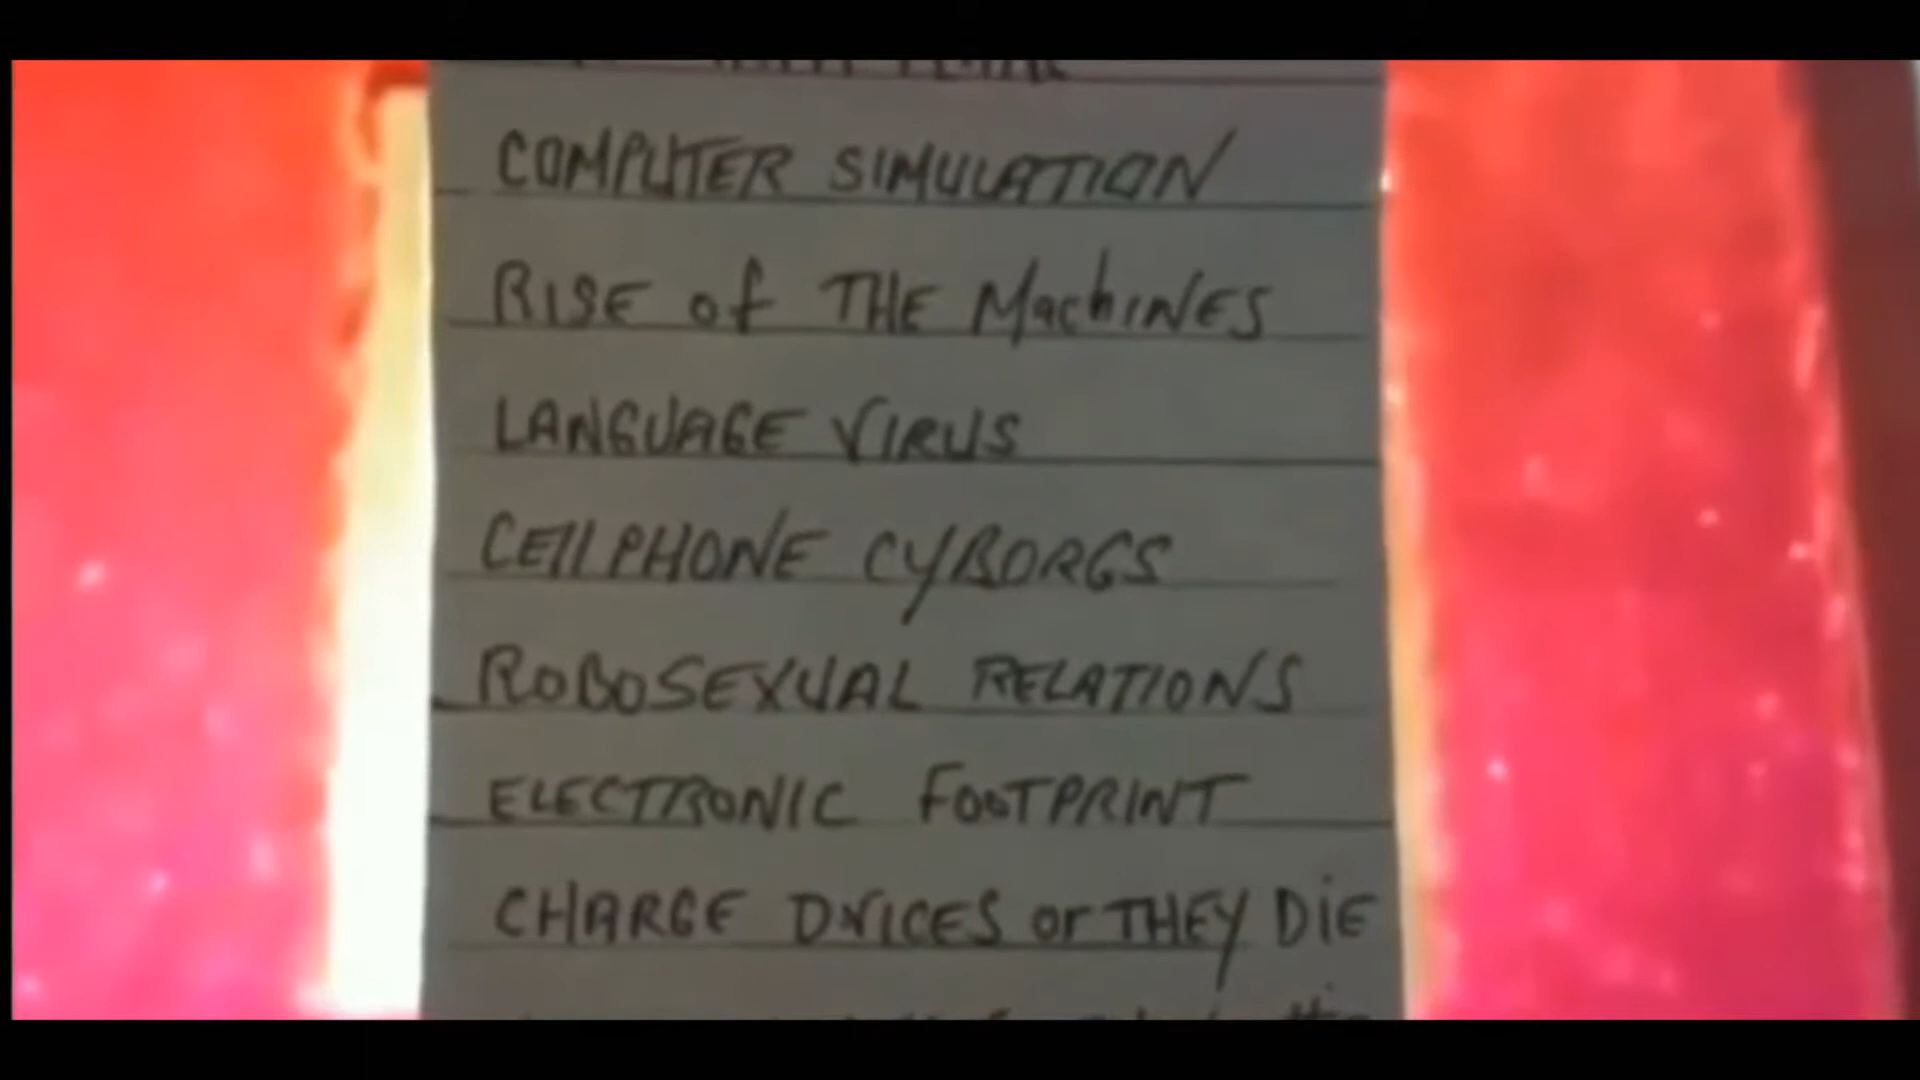 COMPUTER SIMULATION
RISE of THE MachINES
LANGUAGE VIRUS
CEllPHONE CYBORGS
ROBOSEXUAL RELATIONS
ELECTRONIC FOOTPRINT
CHARGE DVICES or THEY DiE